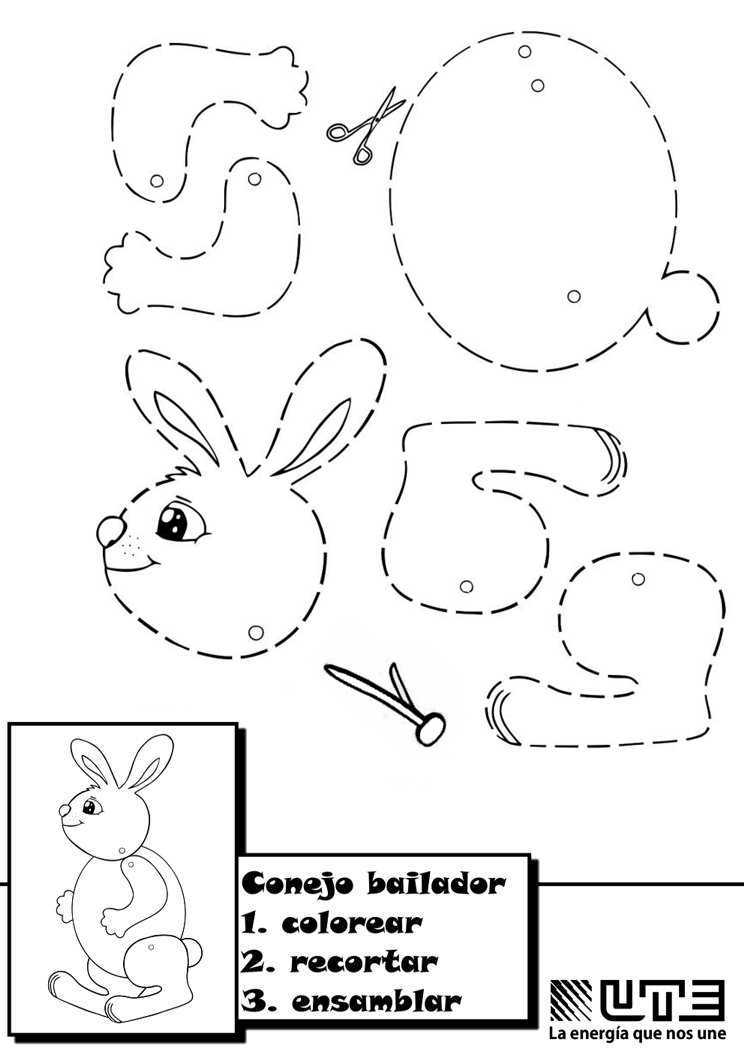 Conejo bailador
1. colorear
2. recortar
3. ensamblar
UTE
La energía que nos une